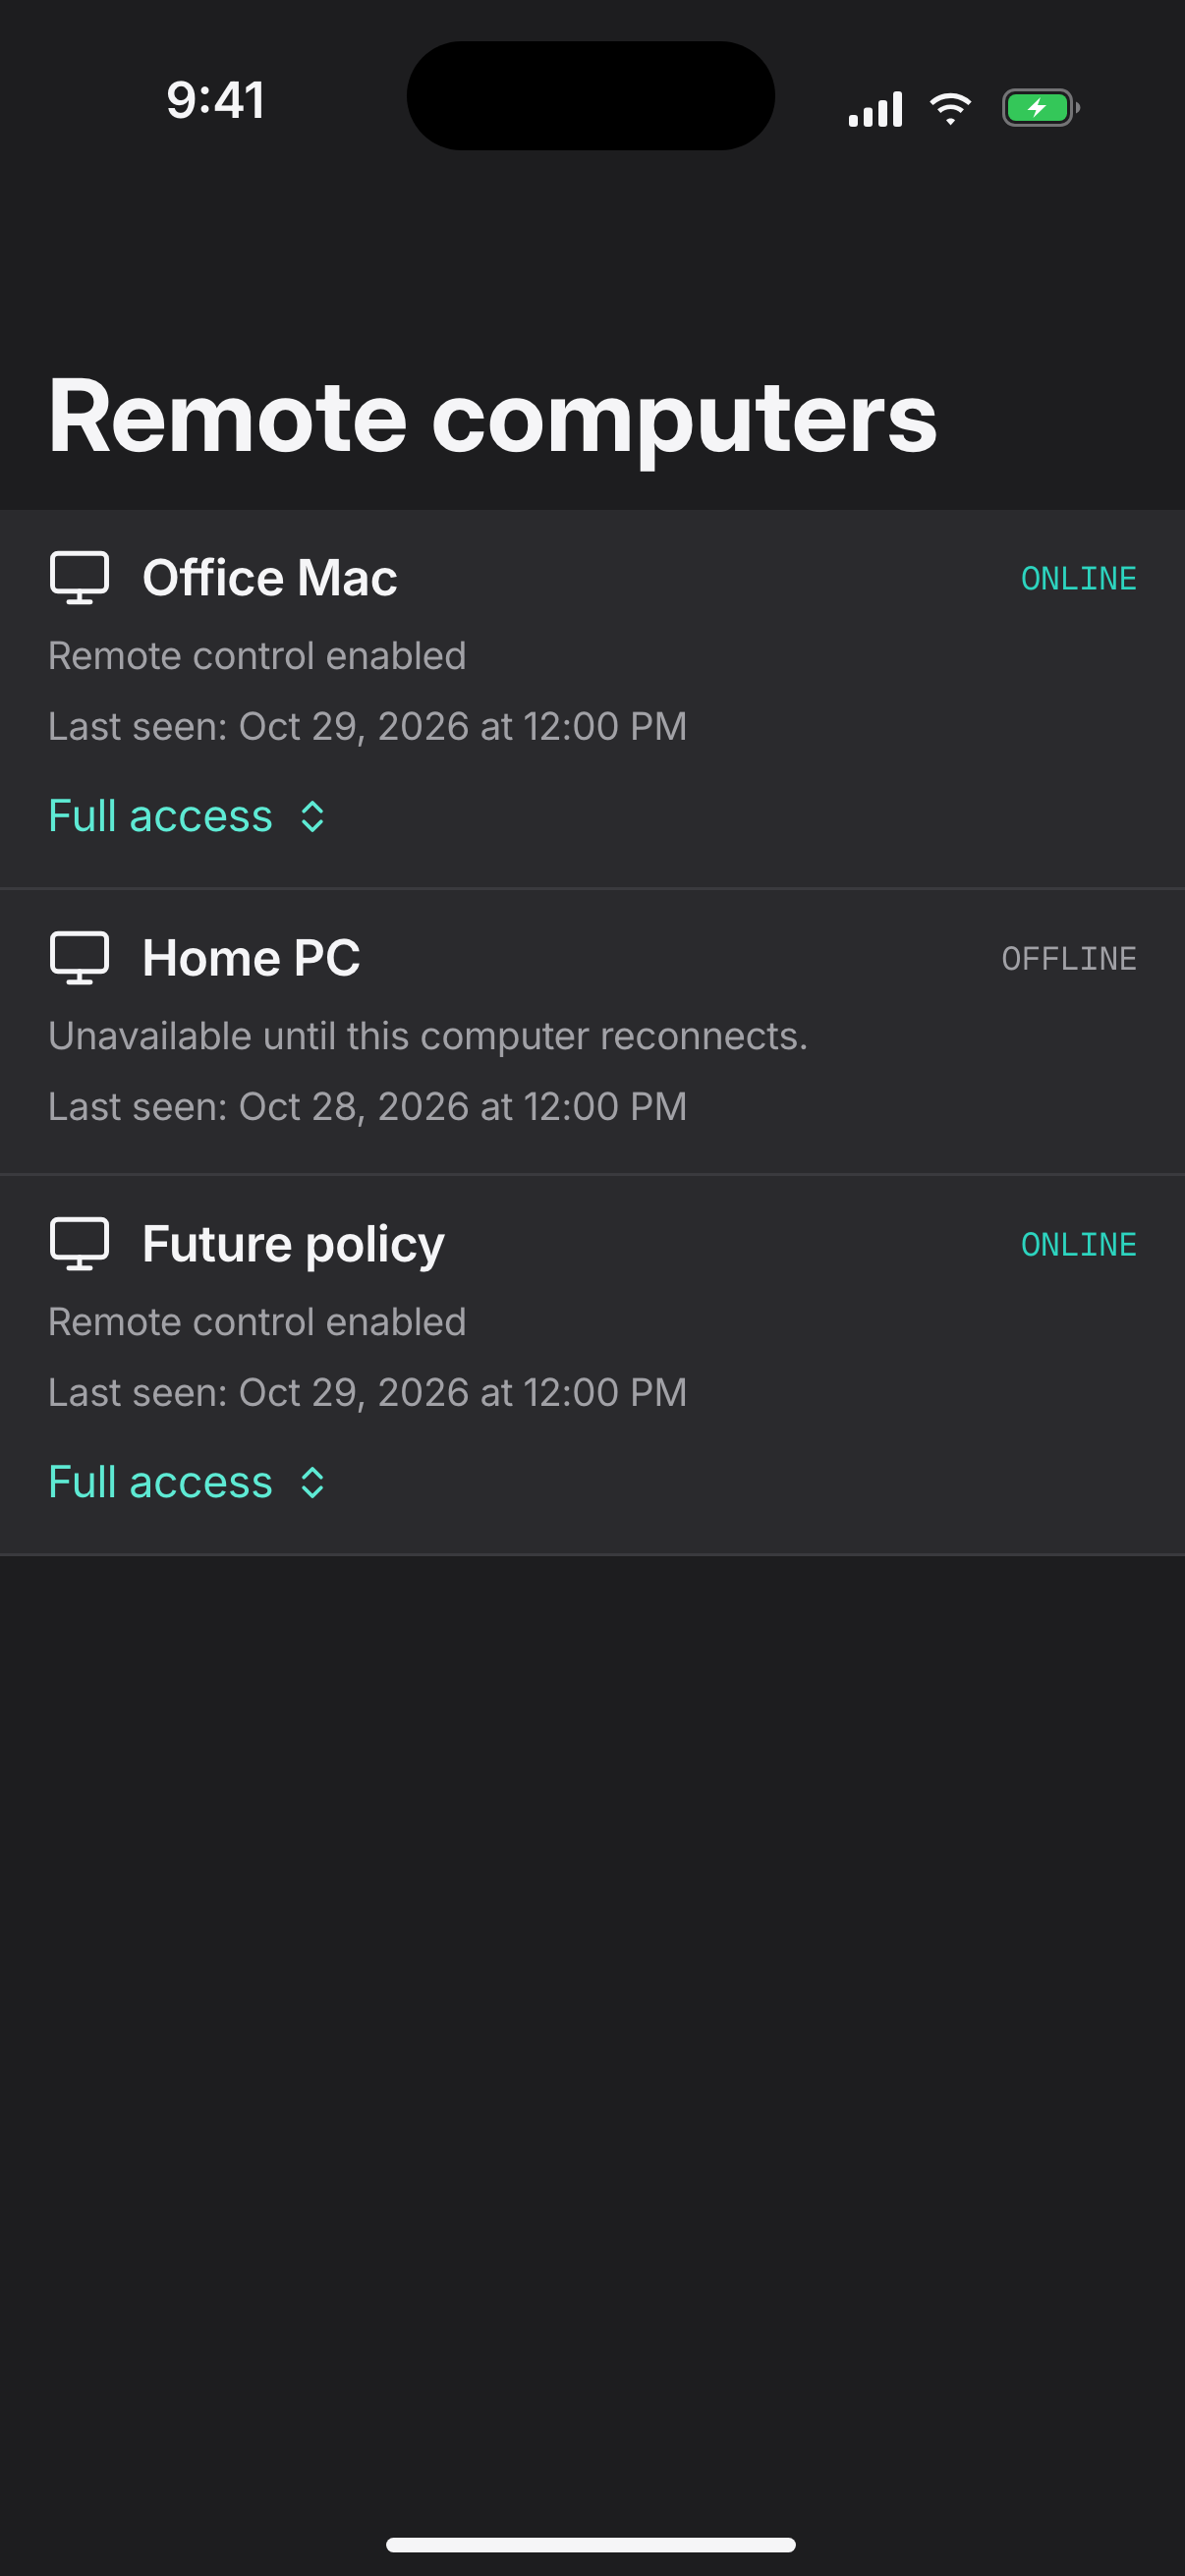 9:41
Remote computers
Office Mac
ONLINE
Remote control enabled
Last seen: Oct 29, 2026 at 12:00 PM
Full access
Home PC
OFFLINE
Unavailable until this computer reconnects.
Last seen: Oct 28, 2026 at 12:00 PM
Future policy
ONLINE
Remote control enabled
Last seen: Oct 29, 2026 at 12:00 PM
Full access